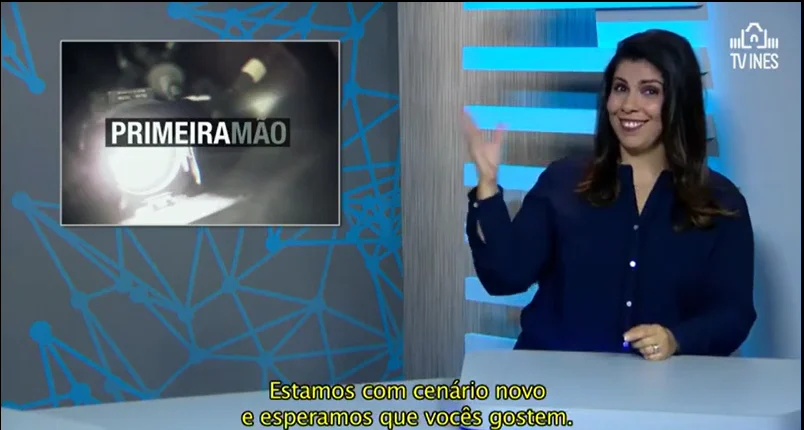 PRIMEIRAMÃO
TV INES
Estamos com cenário novo
e esperamos que vocês gostem.